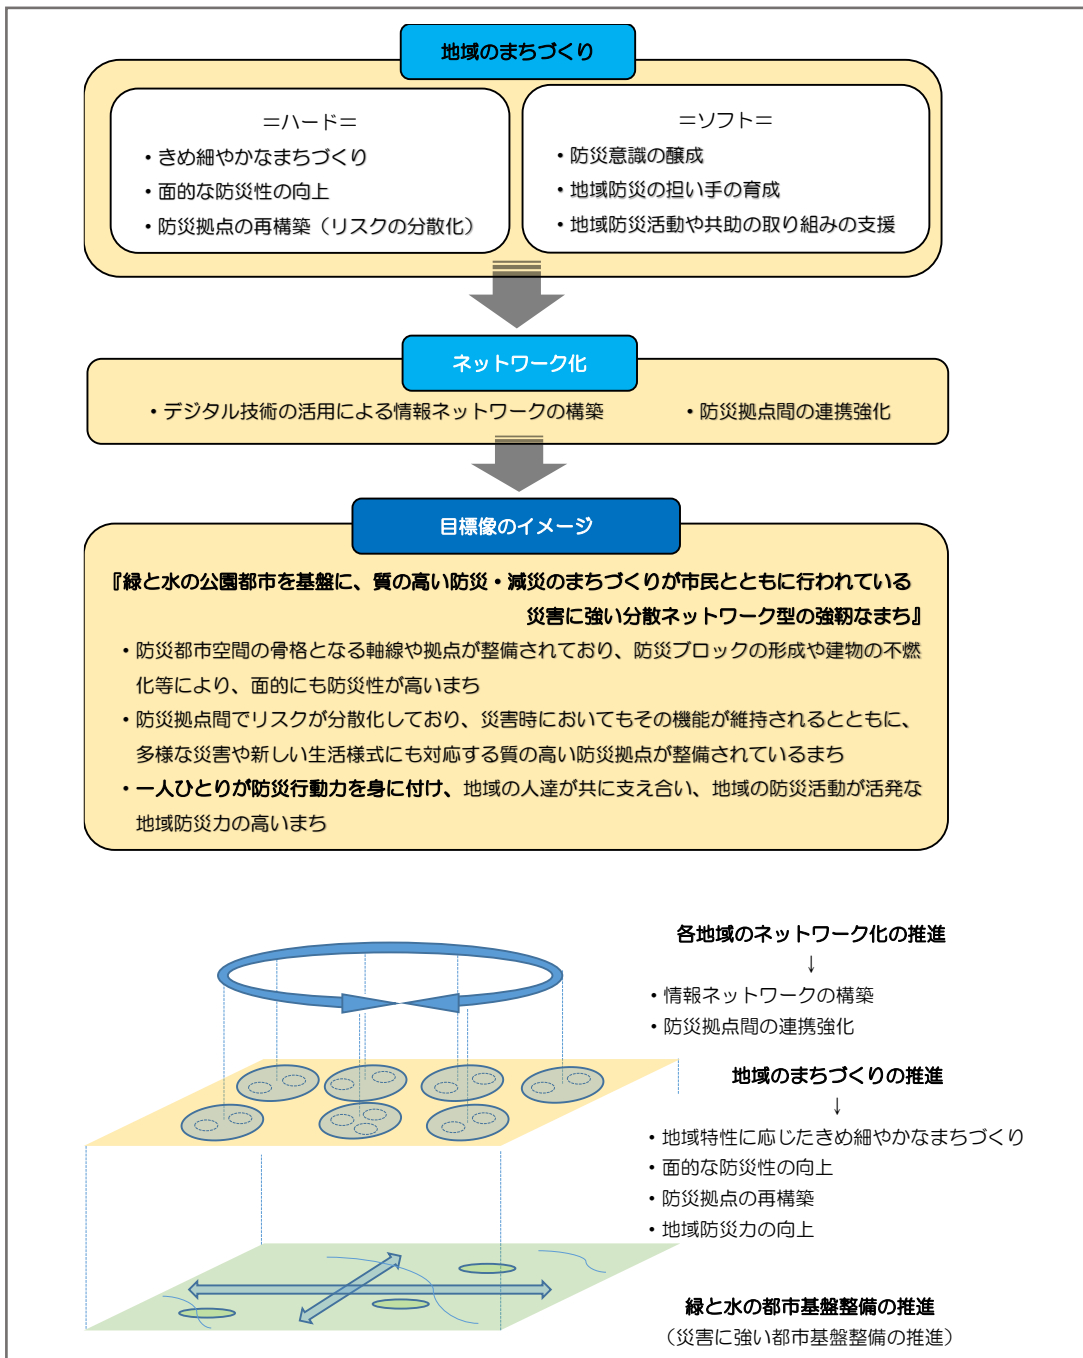 地域のまちづくり
＝ハード＝
・きめ細やかなまちづくり
・面的な防災性の向上
・防災拠点の再構築（リスクの分散化）
＝ソフト＝
・防災意識の醸成
・地域防災の担い手の育成
・地域防災活動や共助の取り組みの支援
ネットワーク化
・デジタル技術の活用による情報ネットワークの構築
・防災拠点間の連携強化
目標像のイメージ
『緑と水の公園都市を基盤に、質の高い防災・減災のまちづくりが市民とともに行われている
災害に強い分散ネットワーク型の強靭なまち』
・防災都市空間の骨格となる軸線や拠点が整備されており、防災ブロックの形成や建物の不燃
化等により、面的にも防災性が高いまち
・防災拠点間でリスクが分散化しており、災害時においてもその機能が維持されるとともに、
多様な災害や新しい生活様式にも対応する質の高い防災拠点が整備されているまち
・一人ひとりが防災行動力を身に付け、地域の人達が共に支え合い、地域の防災活動が活発な
地域防災力の高いまち
各地域のネットワーク化の推進
↓
・情報ネットワークの構築
・防災拠点間の連携強化
地域のまちづくりの推進
↓
・地域特性に応じたきめ細やかなまちづくり
・面的な防災性の向上
・防災拠点の再構築
・地域防災力の向上
緑と水の都市基盤整備の推進
（災害に強い都市基盤整備の推進）